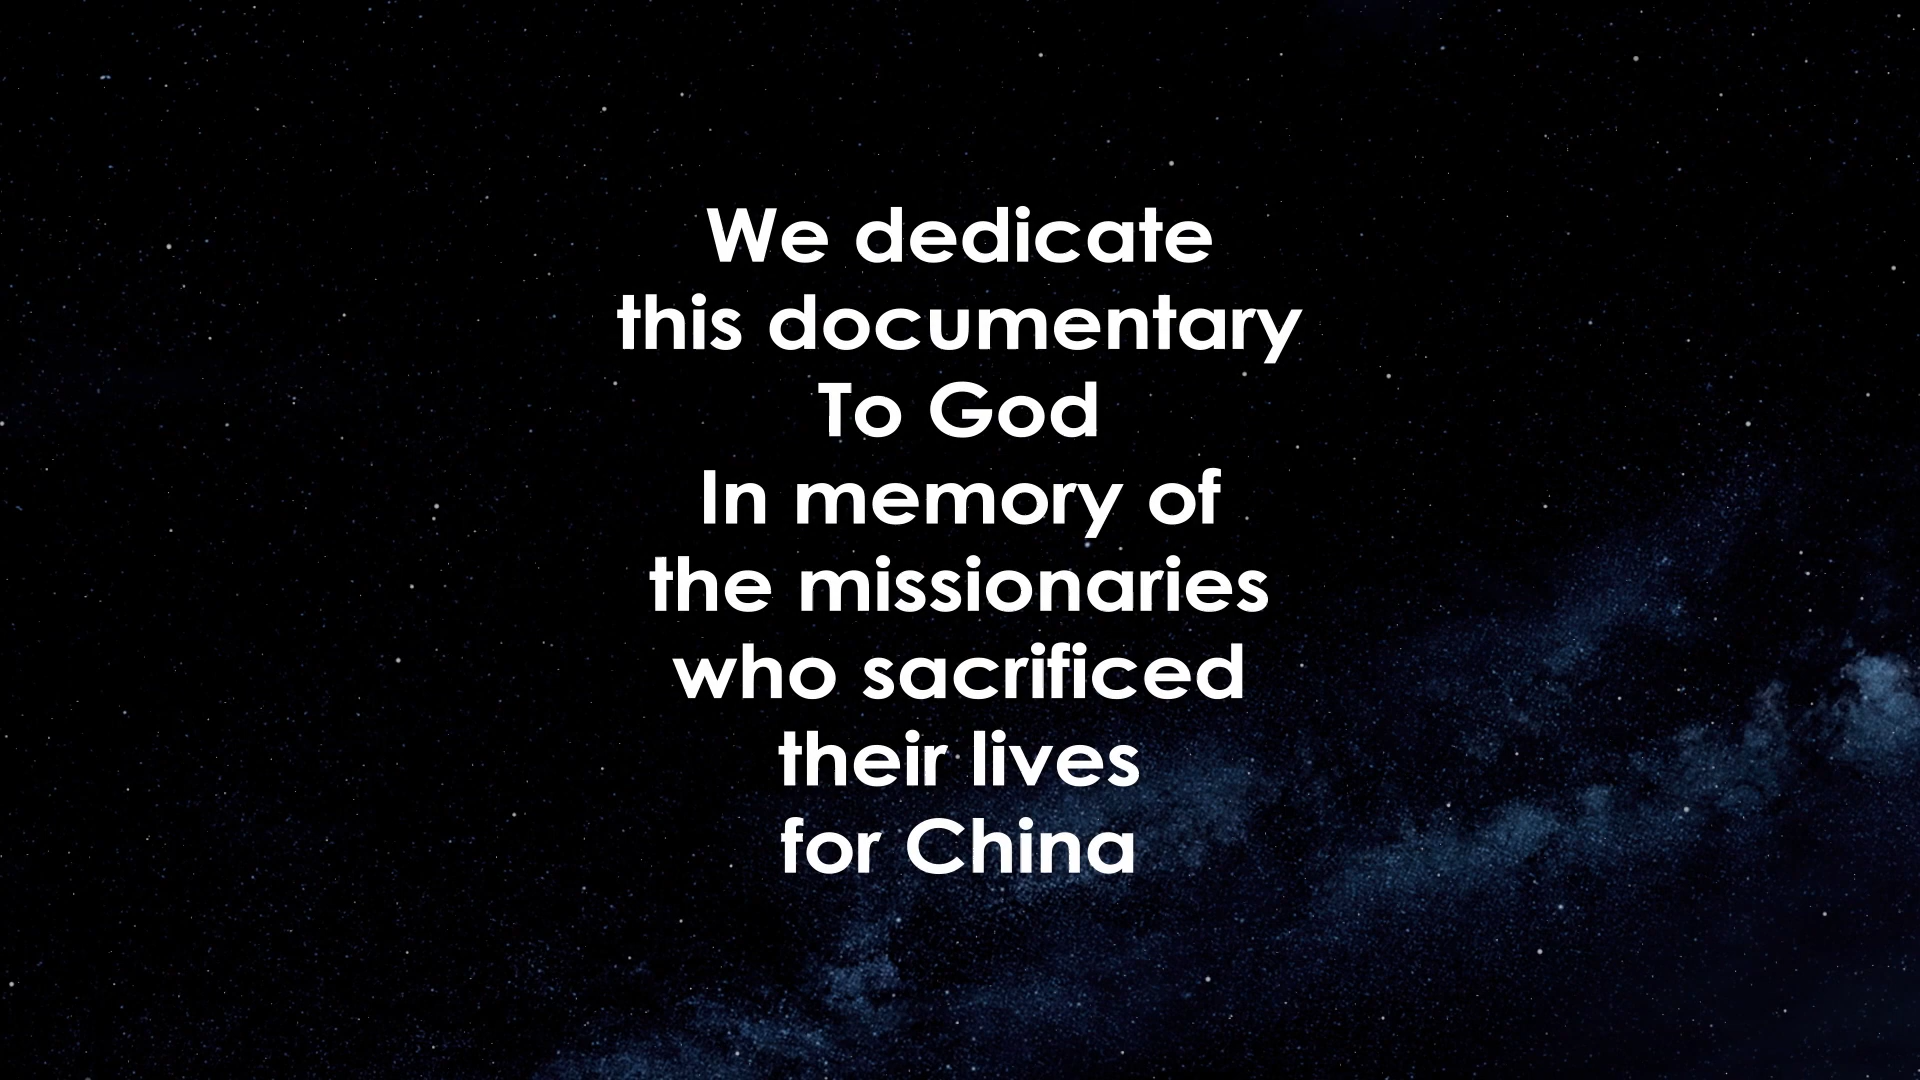 We dedicate
this documentary
To God
In memory of
the missionaries
who sacrificed
their lives
for China